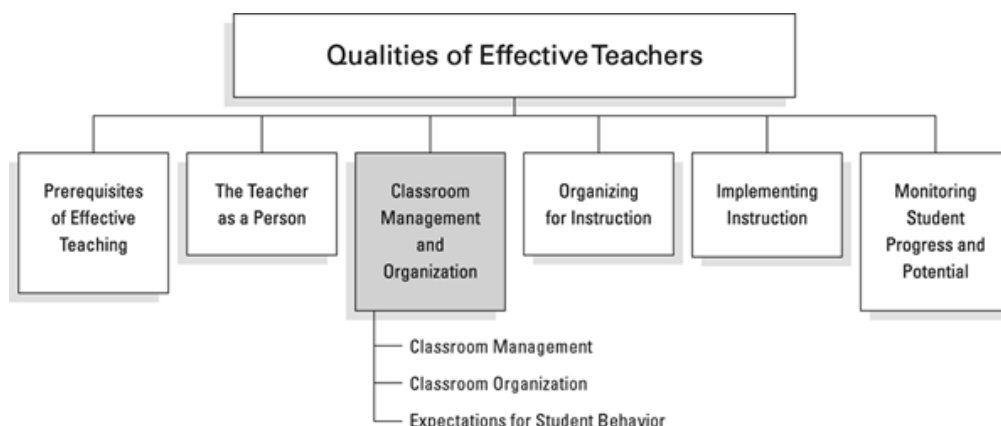 Qualities of Effective Teachers
Prerequisites
of Effective
Teaching
The Teacher
as a Person
Classroom
Management
and
Organization
Organizing
for Instruction
Implementing
Instruction
Monitoring
Student
Progress and
Potential
Classroom Management
Classroom Organization
Expectations for Student Behavior